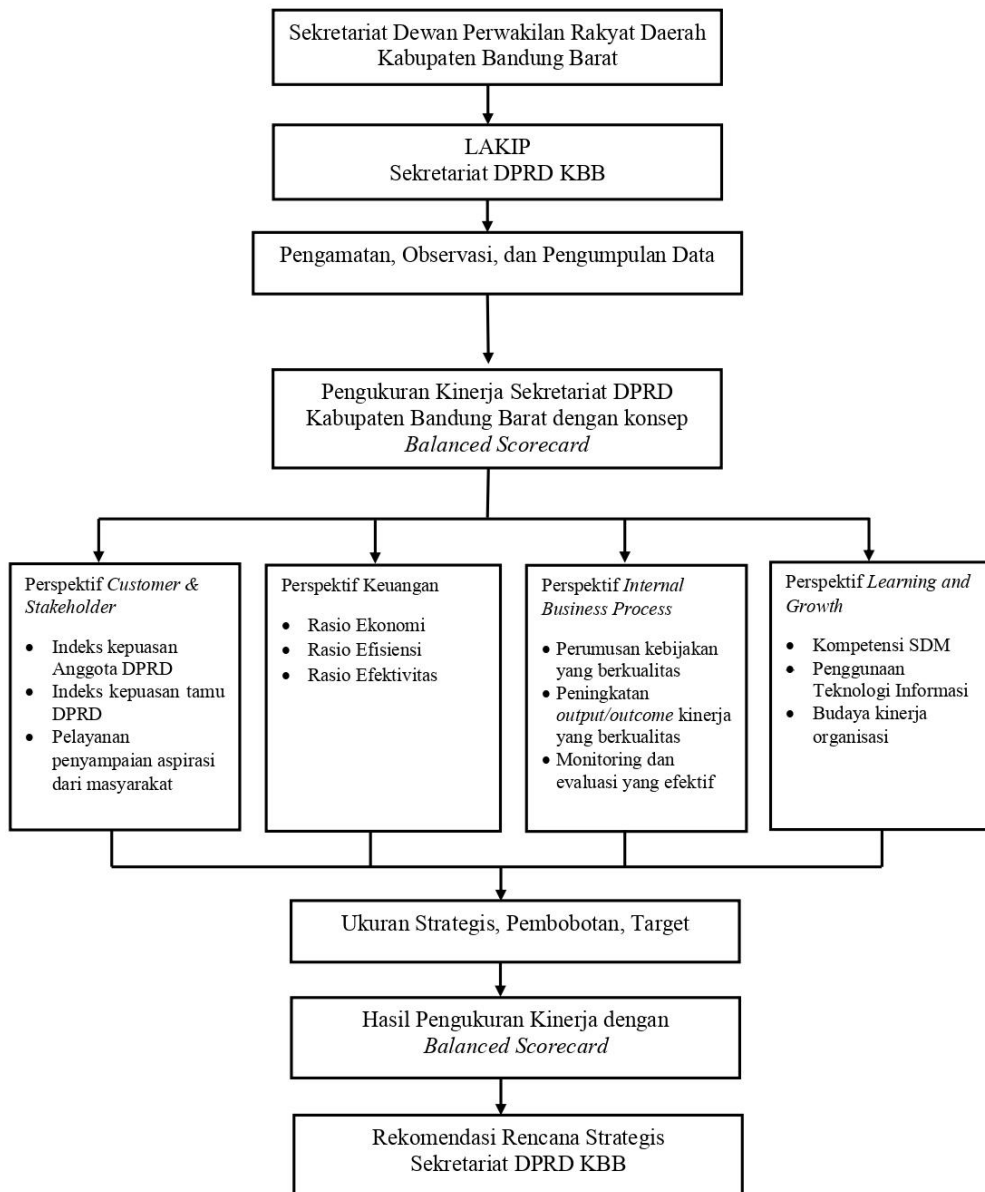 Sekretariat Dewan Perwakilan Rakyat Daerah
Kabupaten Bandung Barat
LAKIP
Sekretariat DPRD KBB
Pengamatan, Observasi, dan Pengumpulan Data
Pengukuran Kinerja Sekretariat DPRD
Kabupaten Bandung Barat dengan konsep
Balanced Scorecard
Perspektif Customer &
Stakeholder
• Indeks kepuasan
Anggota DPRD
• Indeks kepuasan tamu
DPRD
• Pelayanan
penyampaian aspirasi
dari masyarakat
Perspektif Keuangan
• Rasio Ekonomi
• Rasio Efisiensi
• Rasio Efektivitas
Perspektif Internal
Business Process
• Perumusan kebijakan
yang berkualitas
• Peningkatan
output/outcome kinerja
yang berkualitas
• Monitoring dan
evaluasi yang efektif
Perspektif Learning and
Growth
• Kompetensi SDM
• Penggunaan
Teknologi Informasi
• Budaya kinerja
organisasi
Ukuran Strategis, Pembobotan, Target
Hasil Pengukuran Kinerja dengan
Balanced Scorecard
Rekomendasi Rencana Strategis
Sekretariat DPRD KBB